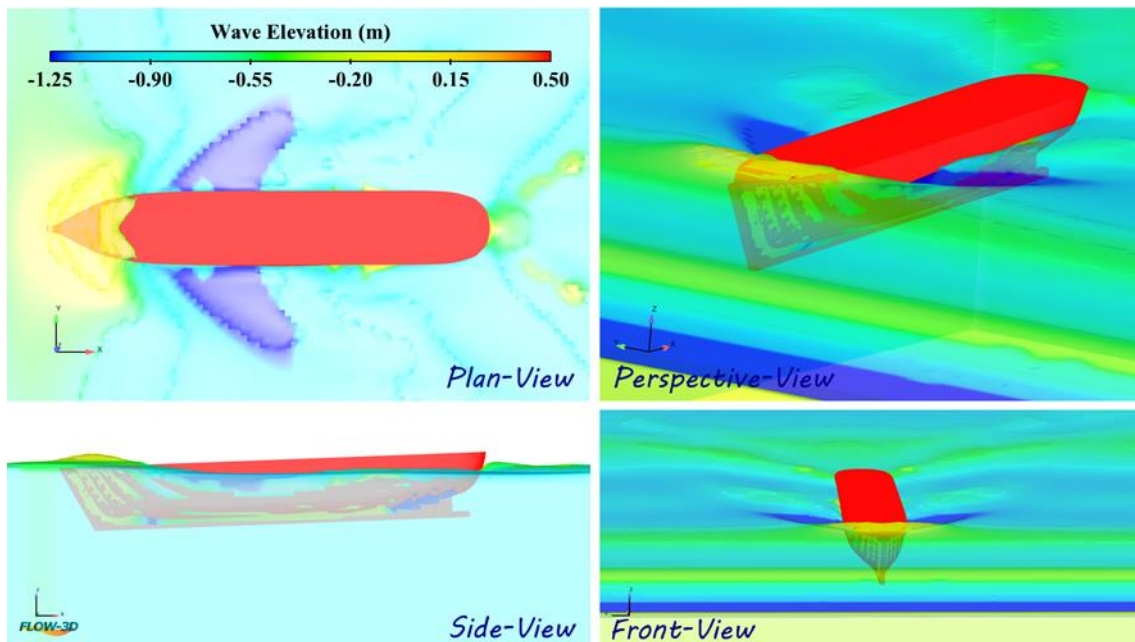 Wave Elevation (m)
-1.25 -0.90 -0.55 -0.20 0.15 0.50
Y
X
Plan-View
Z
Y
X
Perspective-View
FLOW-3D
Side-View
Front-View